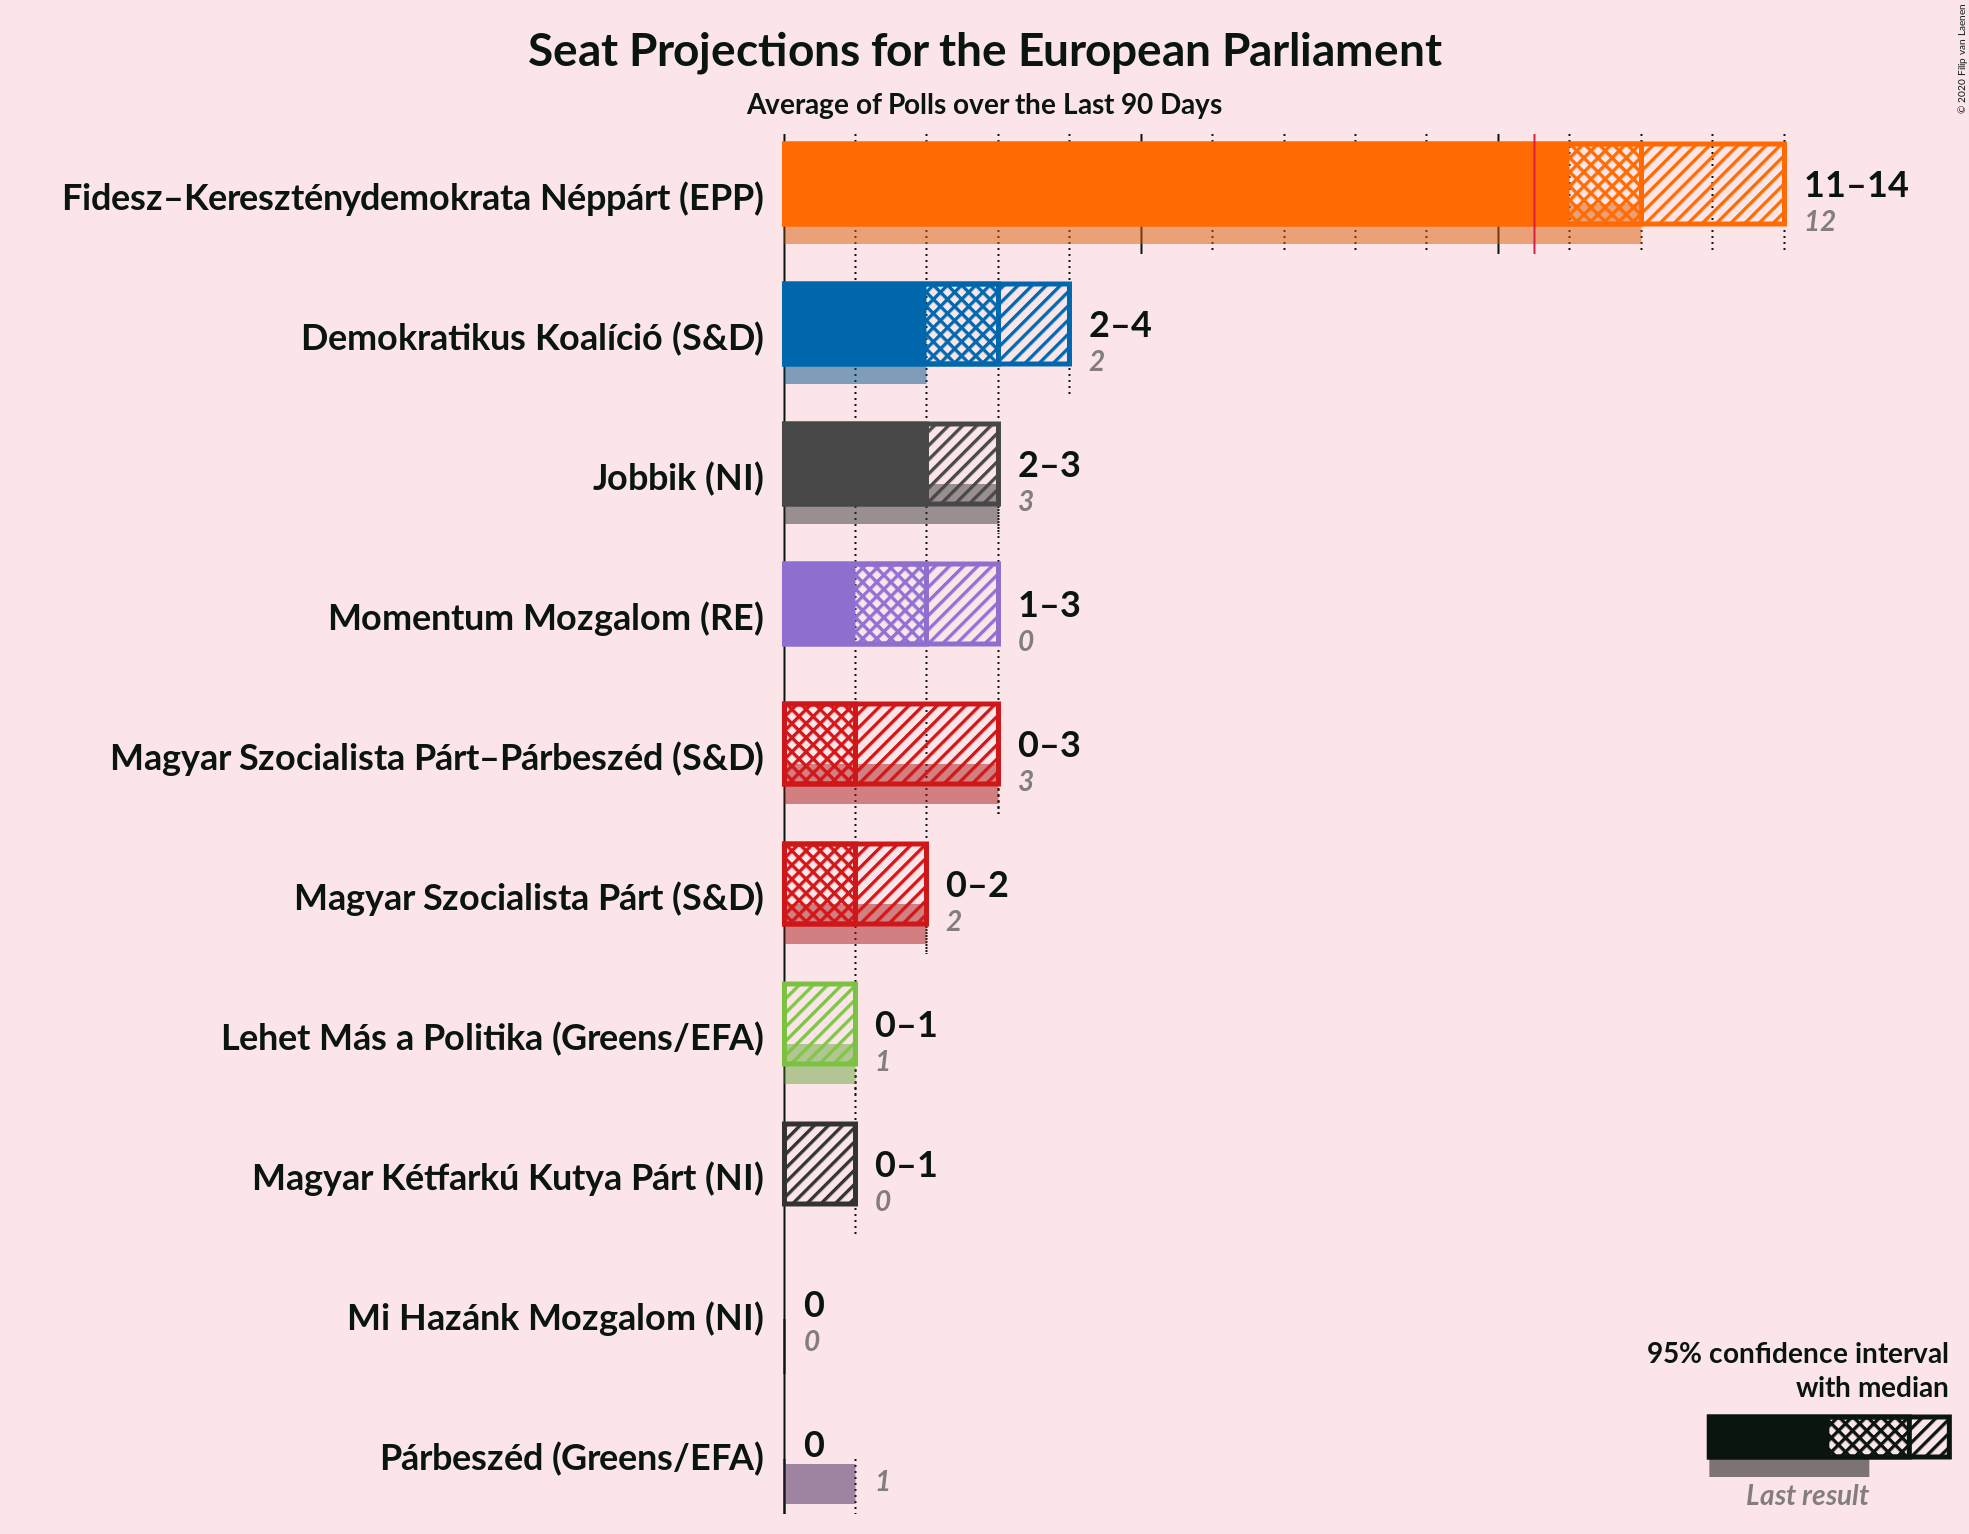 Seat Projections for the European Parliament
Average of Polls over the Last 90 Days
© 2020 Filip van Laenen
Fidesz–Kereszténydemokrata Néppárt (EPP)
11–14
12
Demokratikus Koalíció (S&D)
2–4
2
Jobbik (NI)
2–3
3
Momentum Mozgalom (RE)
1–3
0
Magyar Szocialista Párt–Párbeszéd (S&D)
0–3
3
Magyar Szocialista Párt (S&D)
0–2
2
Lehet Más a Politika (Greens/EFA)
0–1
1
Magyar Kétfarkú Kutya Párt (NI)
0–1
0
Mi Hazánk Mozgalom (NI)
0
0
Párbeszéd (Greens/EFA)
0
1
95% confidence interval
with median
Last result